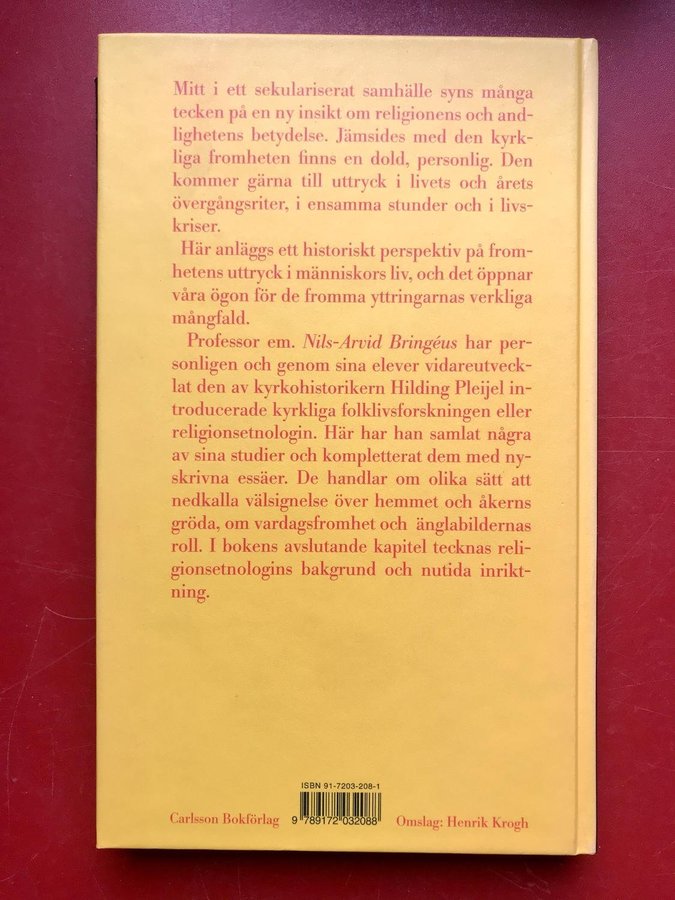 Mitt i ett sekulariserat samhälle syns många
tecken på en ny insikt om religionens och and-
lighetens betydelse. Jämsides med den kyrk-
liga fromheten finns en dold, personlig. Den
kommer gärna till uttryck i livets och årets
övergångsriter, i ensamma stunder och i livs-
kriser.
Här anläggs ett historiskt perspektiv på from-
hetens uttryck i människors liv, och det öppnar
våra ögon för de fromma yttringarnas verkliga
mångfald.
Professor em. Nils-Arvid Bringéus har per-
sonligen och genom sina elever vidareutveck-
lat den av kyrkohistorikern Hilding Pleijel in-
troducerade kyrkliga folklivsforskningen eller
religionsetnologin. Här har han samlat några
av sina studier och kompletterat dem med ny-
skrivna essäer. De handlar om olika sätt att
nedkalla välsignelse över hemmet och åkerns
gröda, om vardagsfromhet och änglabildernas
roll. I bokens avslutande kapitel tecknas reli-
gionsetnologins bakgrund och nutida inrikt-
ning.
ISBN 91-7203-208-1
9 789172 032088
Carlsson Bokförlag
Omslag: Henrik Krogh